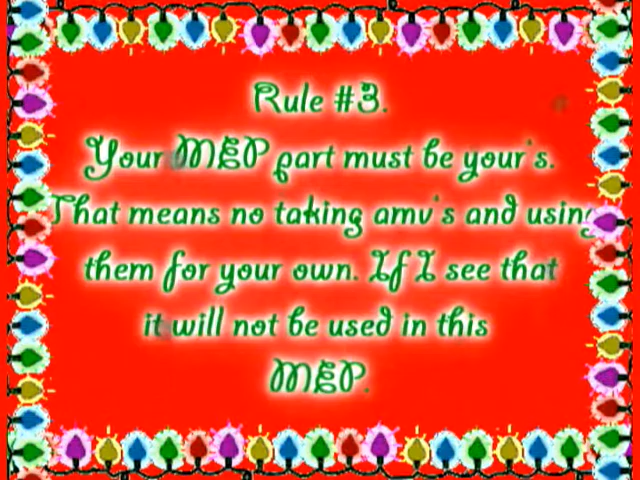 Rule #3.
Your MEP part must be your's.
That means no taking amv's and using
them for your own. If I see that
it will not be used in this
MEP.